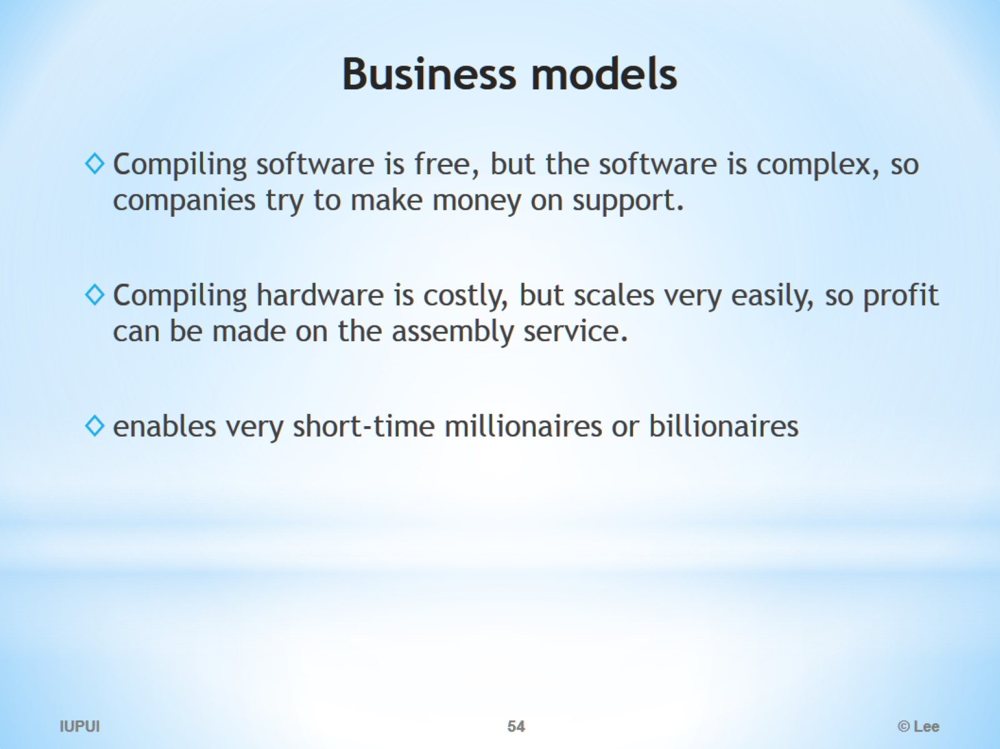 Business models
◇ Compiling software is free, but the software is complex, so
companies try to make money on support.
◇ Compiling hardware is costly, but scales very easily, so profit
can be made on the assembly service.
◇ enables very short-time millionaires or billionaires
IUPUI 54 © Lee